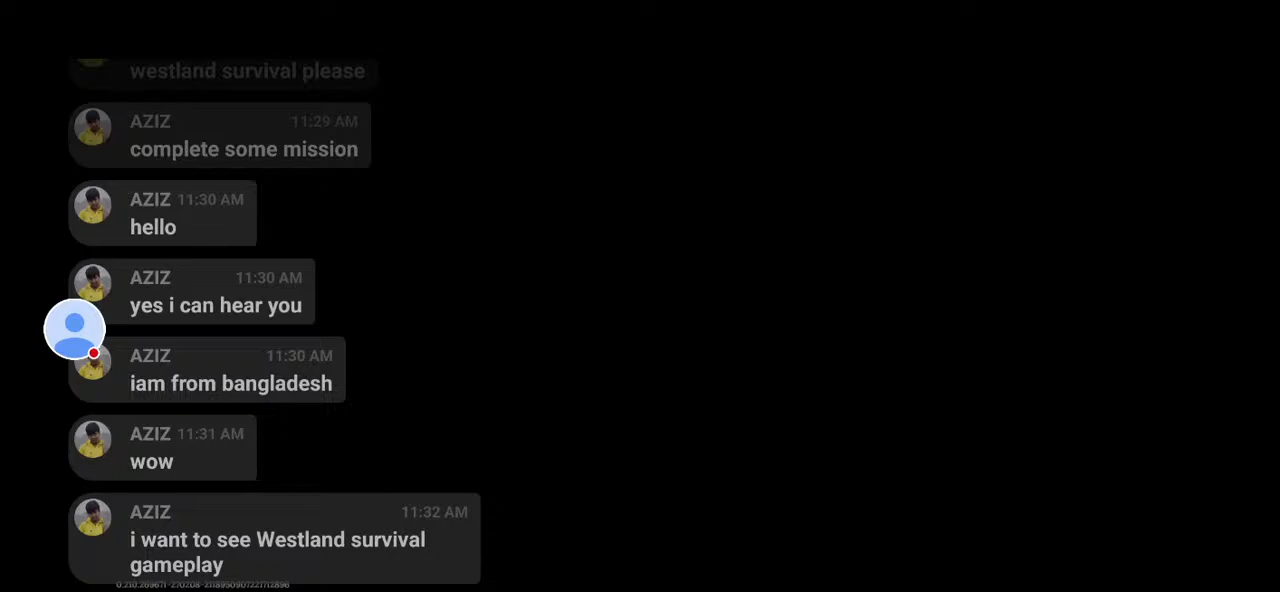 westland survival please
AZIZ 11:29 AM
complete some mission
AZIZ 11:30 AM
hello
AZIZ 11:30 AM
yes i can hear you
AZIZ 11:30 AM
iam from bangladesh
AZIZ 11:31 AM
wow
AZIZ 11:32 AM
i want to see Westland survival
gameplay